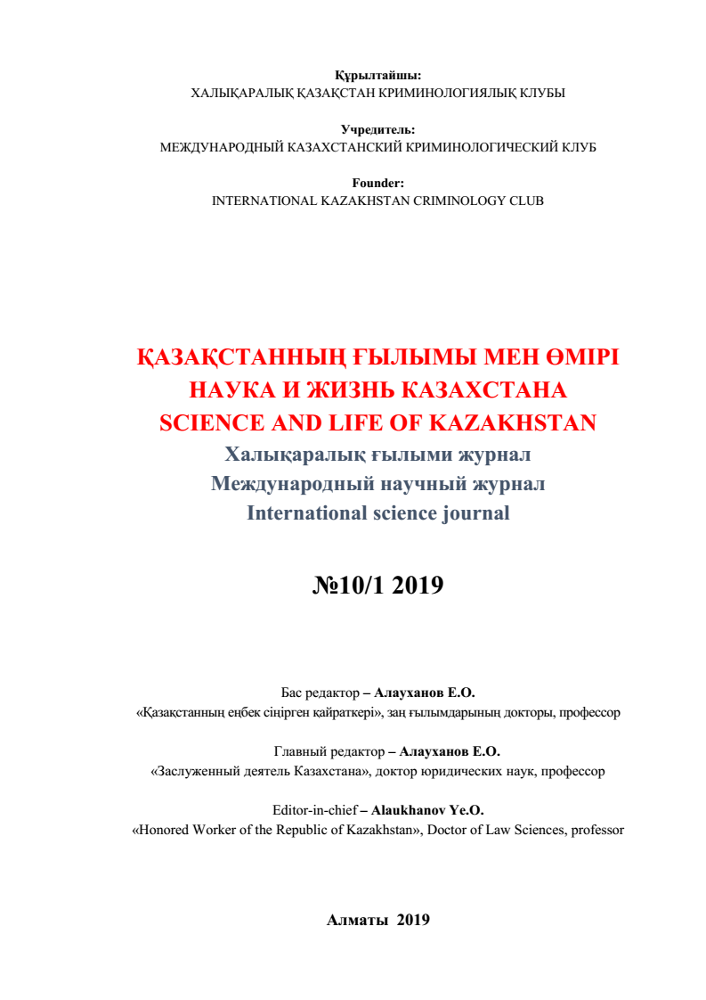 Құрылтайшы:
ХАЛЫҚАРАЛЫҚ ҚАЗАҚСТАН КРИМИНОЛОГИЯЛЫҚ КЛУБЫ
Учредитель:
МЕЖДУНАРОДНЫЙ КАЗАХСТАНСКИЙ КРИМИНОЛОГИЧЕСКИЙ КЛУБ
Founder:
INTERNATIONAL KAZAKHSTAN CRIMINOLOGY CLUB
ҚАЗАҚСТАННЫҢ ҒЫЛЫМЫ МЕН ӨМІРІ
НАУКА И ЖИЗНЬ КАЗАХСТАНА
SCIENCE AND LIFE OF KAZAKHSTAN
Халықаралық ғылыми журнал
Международный научный журнал
International science journal
№10/1 2019
Бас редактор – Алауханов Е.О.
«Қазақстанның еңбек сіңірген қайраткері», заң ғылымдарының докторы, профессор
Главный редактор – Алауханов Е.О.
«Заслуженный деятель Казахстана», доктор юридических наук, профессор
Editor-in-chief – Alaukhanov Ye.O.
«Honored Worker of the Republic of Kazakhstan», Doctor of Law Sciences, professor
Алматы 2019